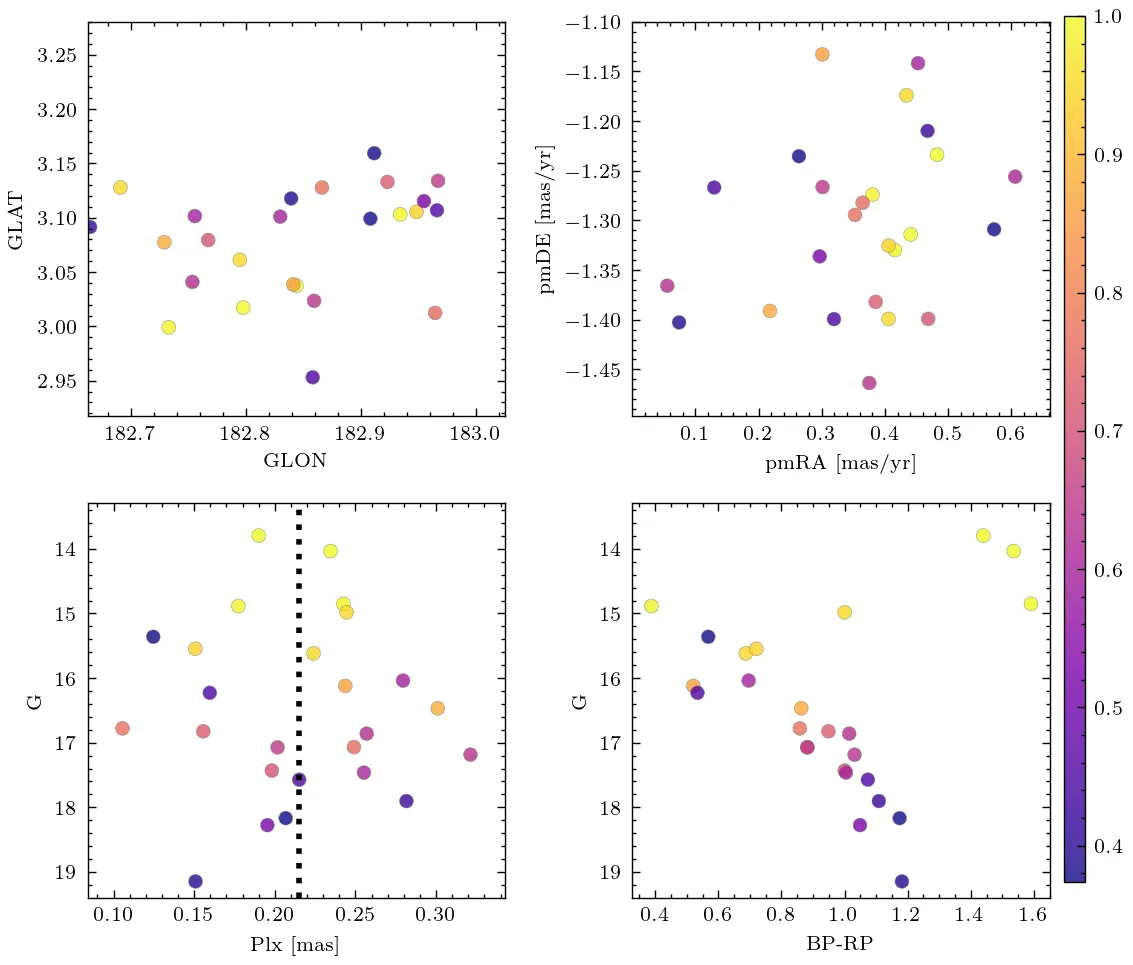 3.25
3.20
3.15
3.10
3.05
3.00
2.95
GLAT
182.7 182.8 182.9 183.0
GLON
−1.10
−1.15
−1.20
−1.25
−1.30
−1.35
−1.40
−1.45
pmDE [mas/yr]
0.1 0.2 0.3 0.4 0.5 0.6
pmRA [mas/yr]
14
15
16
17
18
19
G
0.10 0.15 0.20 0.25 0.30
Plx [mas]
14
15
16
17
18
19
G
0.4 0.6 0.8 1.0 1.2 1.4 1.6
BP-RP
1.0
0.9
0.8
0.7
0.6
0.5
0.4